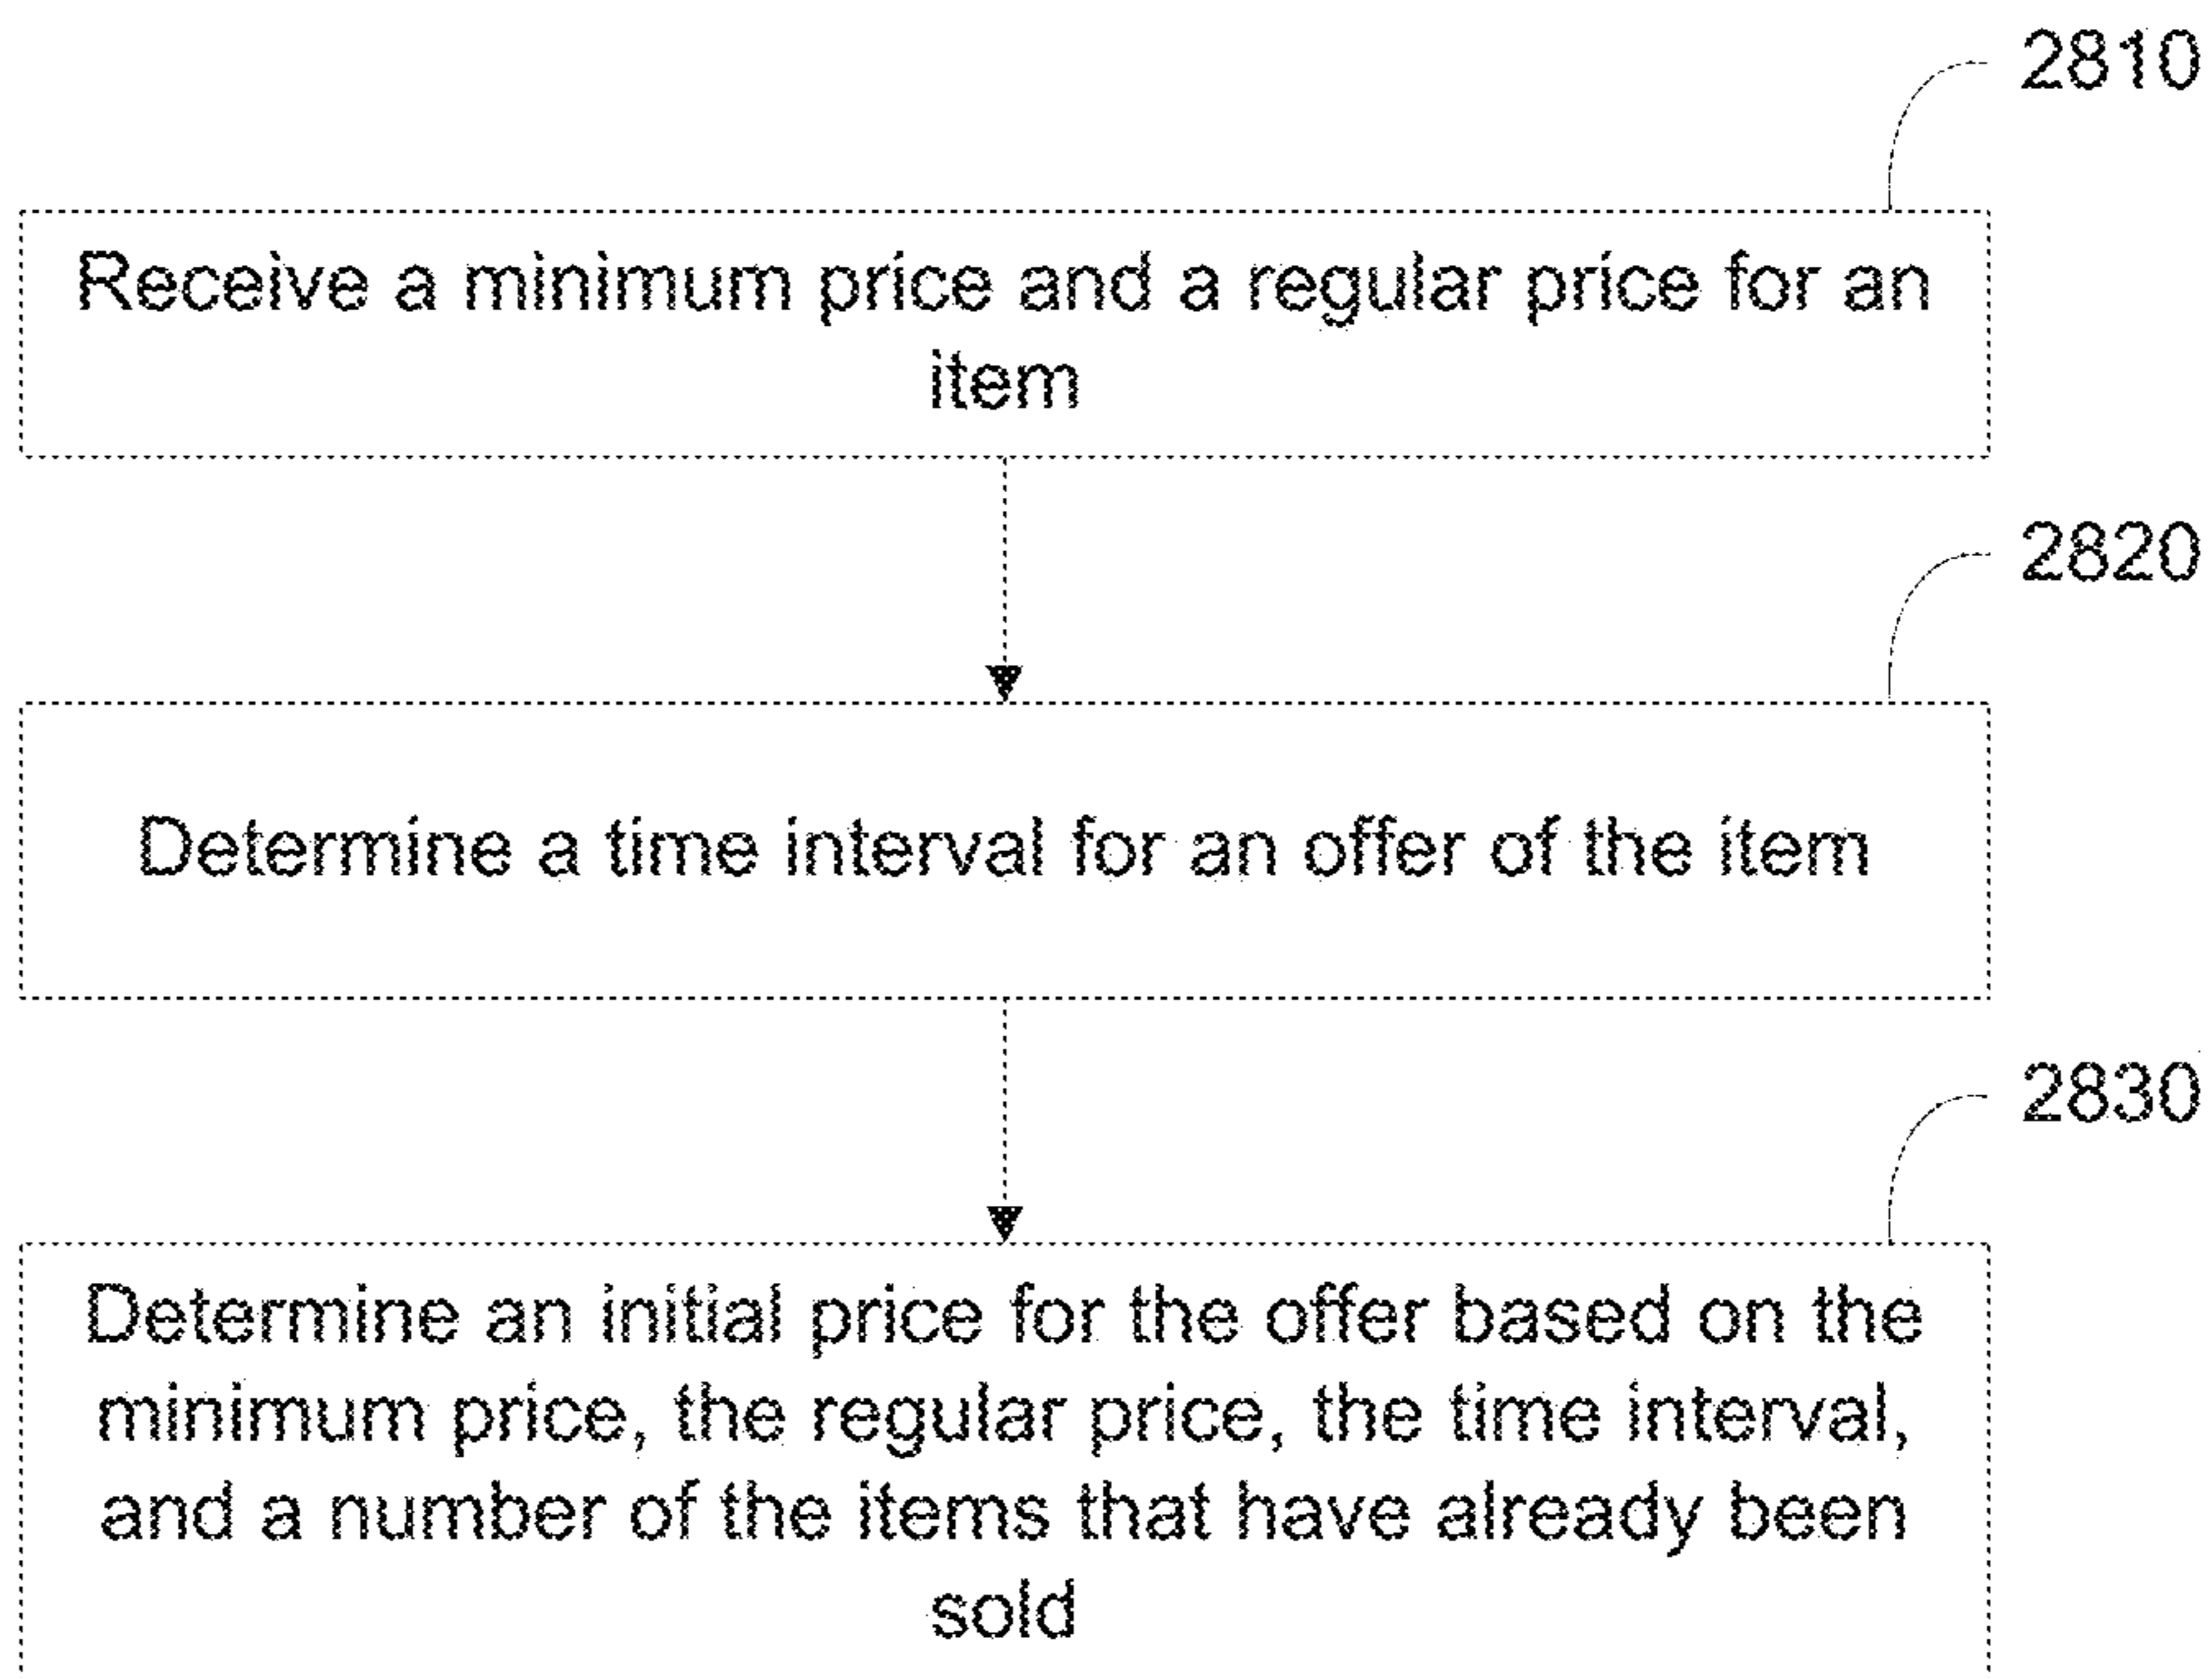 2810
Receive a minimum price and a regular price for an
item
2820
Determine a time interval for an offer of the item
2830
Determine an initial price for the offer based on the
minimum price, the regular price, the time interval,
and a number of the items that have already been
sold